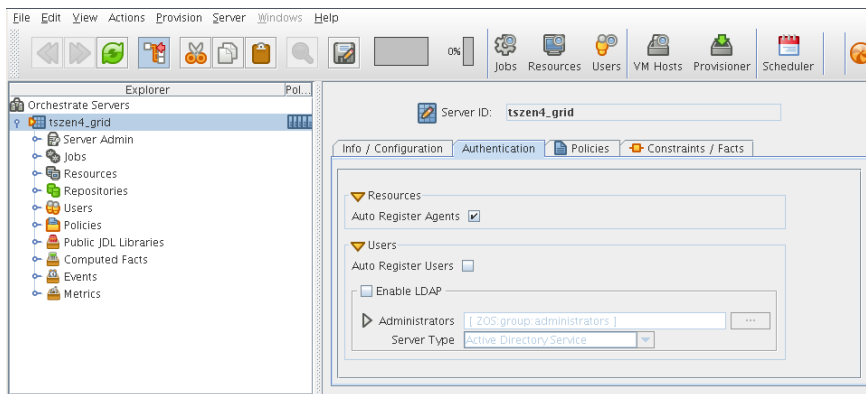 File Edit View Actions Provision Server Windows Help
0%
Jobs Resources Users VM Hosts Provisioner Scheduler
Explorer Pol...
Orchestrate Servers
tszen4_grid
Server Admin
Jobs
Resources
Repositories
Users
Policies
Public JDL Libraries
Computed Facts
Events
Metrics
Server ID: tszen4_grid
Info / Configuration Authentication Policies Constraints / Facts
Resources
Auto Register Agents
Users
Auto Register Users
Enable LDAP
Administrators [ ZOS:group:administrators ] ...
Server Type Active Directory Service